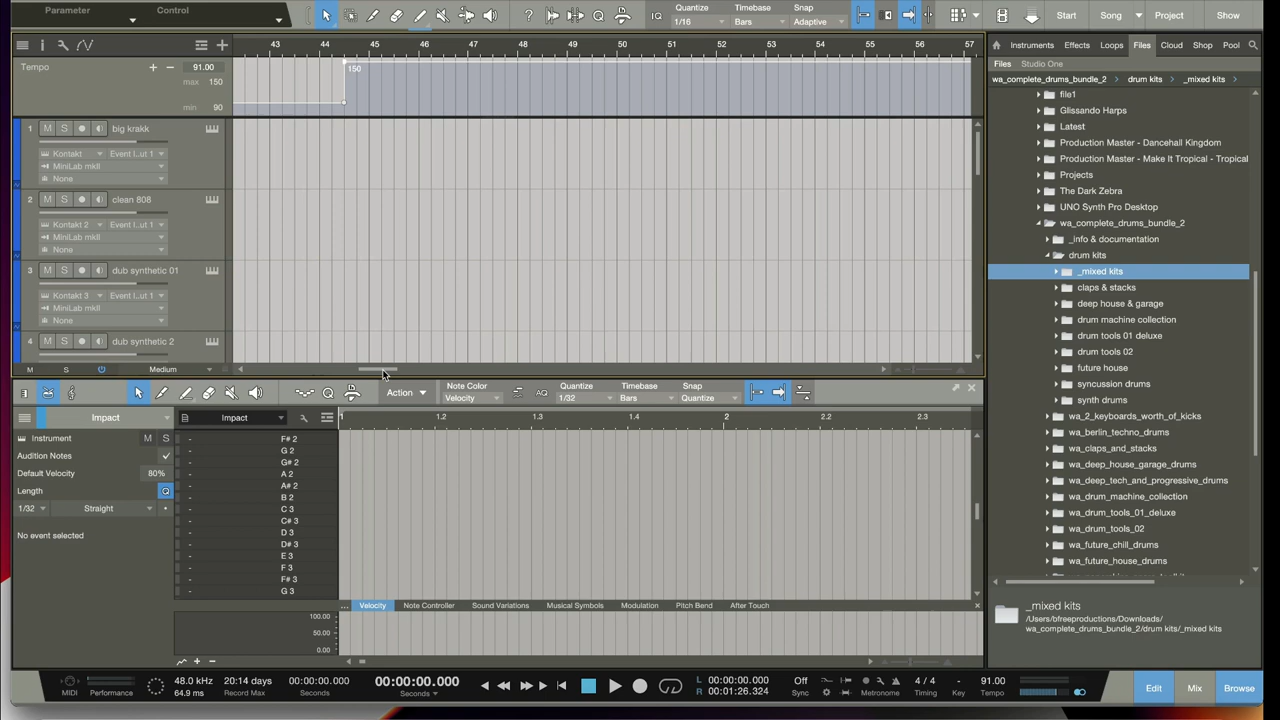 Parameter
Control
IQ
Quantize
1/16
Timebase
Bars
Snap
Adaptive
Start
Song
Project
Show
43 44 45 46 47 48 49 50 51 52 53 54 55 56 57
Tempo
91.00
max 150
min 90
150
1 big krakk
M S
Kontakt
Event I..ut 1
MiniLab mkII
None
2 clean 808
M S
Kontakt 2
Event I..ut 1
MiniLab mkII
None
3 dub synthetic 01
M S
Kontakt 3
Event I..ut 1
MiniLab mkII
None
4 dub synthetic 2
M S
M S
Medium
Instruments Effects Loops Files Cloud Shop Pool
Files Studio One
wa_complete_drums_bundle_2 > drum kits > _mixed kits >
file1
Glissando Harps
Latest
Production Master - Dancehall Kingdom
Production Master - Make It Tropical - Tropical
Projects
The Dark Zebra
UNO Synth Pro Desktop
wa_complete_drums_bundle_2
_info & documentation
drum kits
_mixed kits
claps & stacks
deep house & garage
drum machine collection
drum tools 01 deluxe
drum tools 02
future house
syncussion drums
synth drums
wa_2_keyboards_worth_of_kicks
wa_berlin_techno_drums
wa_claps_and_stacks
wa_deep_house_garage_drums
wa_deep_tech_and_progressive_drums
wa_drum_machine_collection
wa_drum_tools_01_deluxe
wa_drum_tools_02
wa_future_chill_drums
wa_future_house_drums
_mixed kits
/Users/bfreeproductions/Downloads/
wa_complete_drums_bundle_2/drum kits/_mixed kits
Action
Note Color
Velocity
AQ
Quantize
1/32
Timebase
Bars
Snap
Quantize
Impact
Impact
1 1.2 1.3 1.4 2 2.2 2.3
Instrument M S
Audition Notes
Default Velocity 80%
Length Q
1/32 Straight
No event selected
- F# 2
- G 2
- G# 2
- A 2
- A# 2
- B 2
- C 3
- C# 3
- D 3
- D# 3
- E 3
- F 3
- F# 3
- G 3
... Velocity Note Controller Sound Variations Musical Symbols Modulation Pitch Bend After Touch
100.00
50.00
0.00
MIDI
Performance
48.0 kHz
64.9 ms
20:14 days
Record Max
00:00:00.000
Seconds
00:00:00.000
Seconds
L 00:00:00.000
R 00:01:26.324
Off
Sync
Metronome
4 / 4
Timing
-
Key
91.00
Tempo
Edit
Mix
Browse